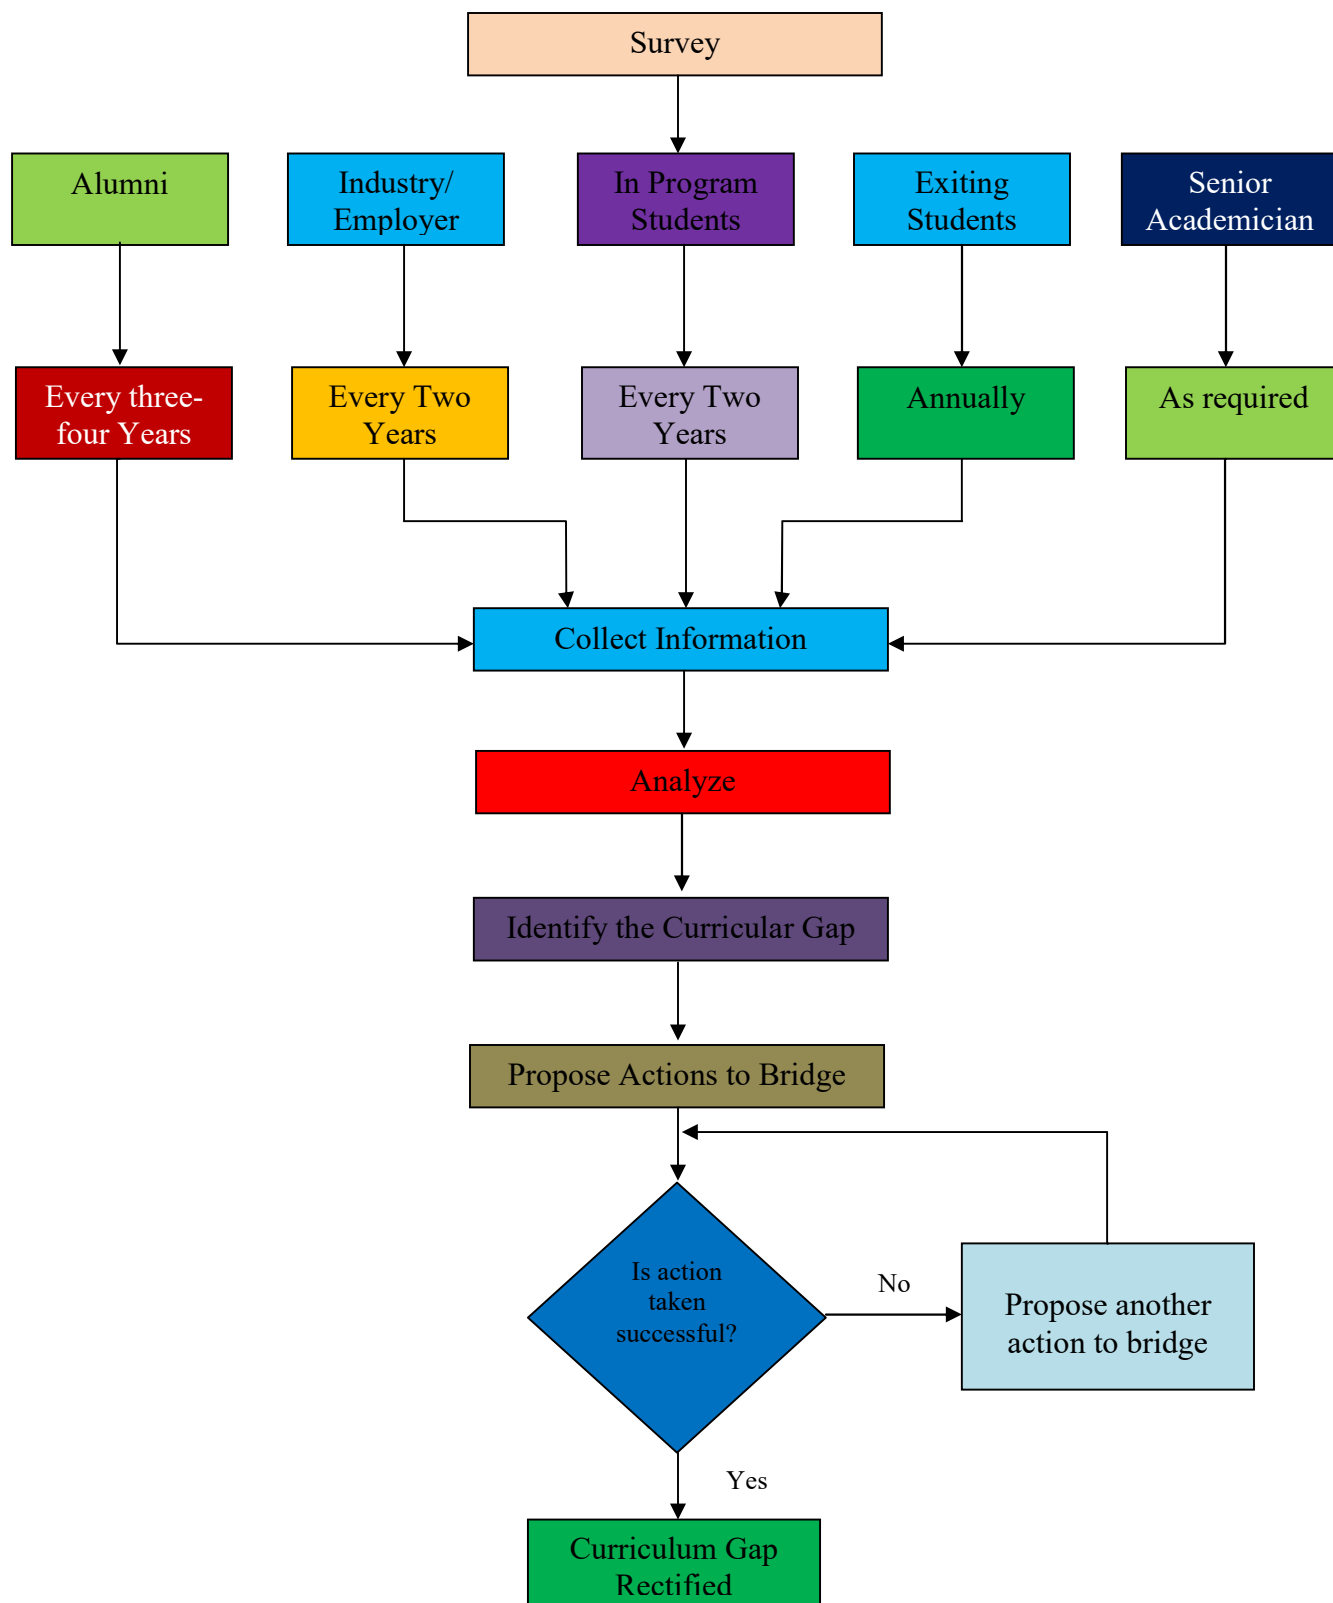 Survey
Alumni
Industry/
Employer
In Program
Students
Exiting
Students
Senior
Academician
Every three-
four Years
Every Two
Years
Every Two
Years
Annually
As required
Collect Information
Analyze
Identify the Curricular Gap
Propose Actions to Bridge
Is action
taken
successful?
No
Propose another
action to bridge
Yes
Curriculum Gap
Rectified